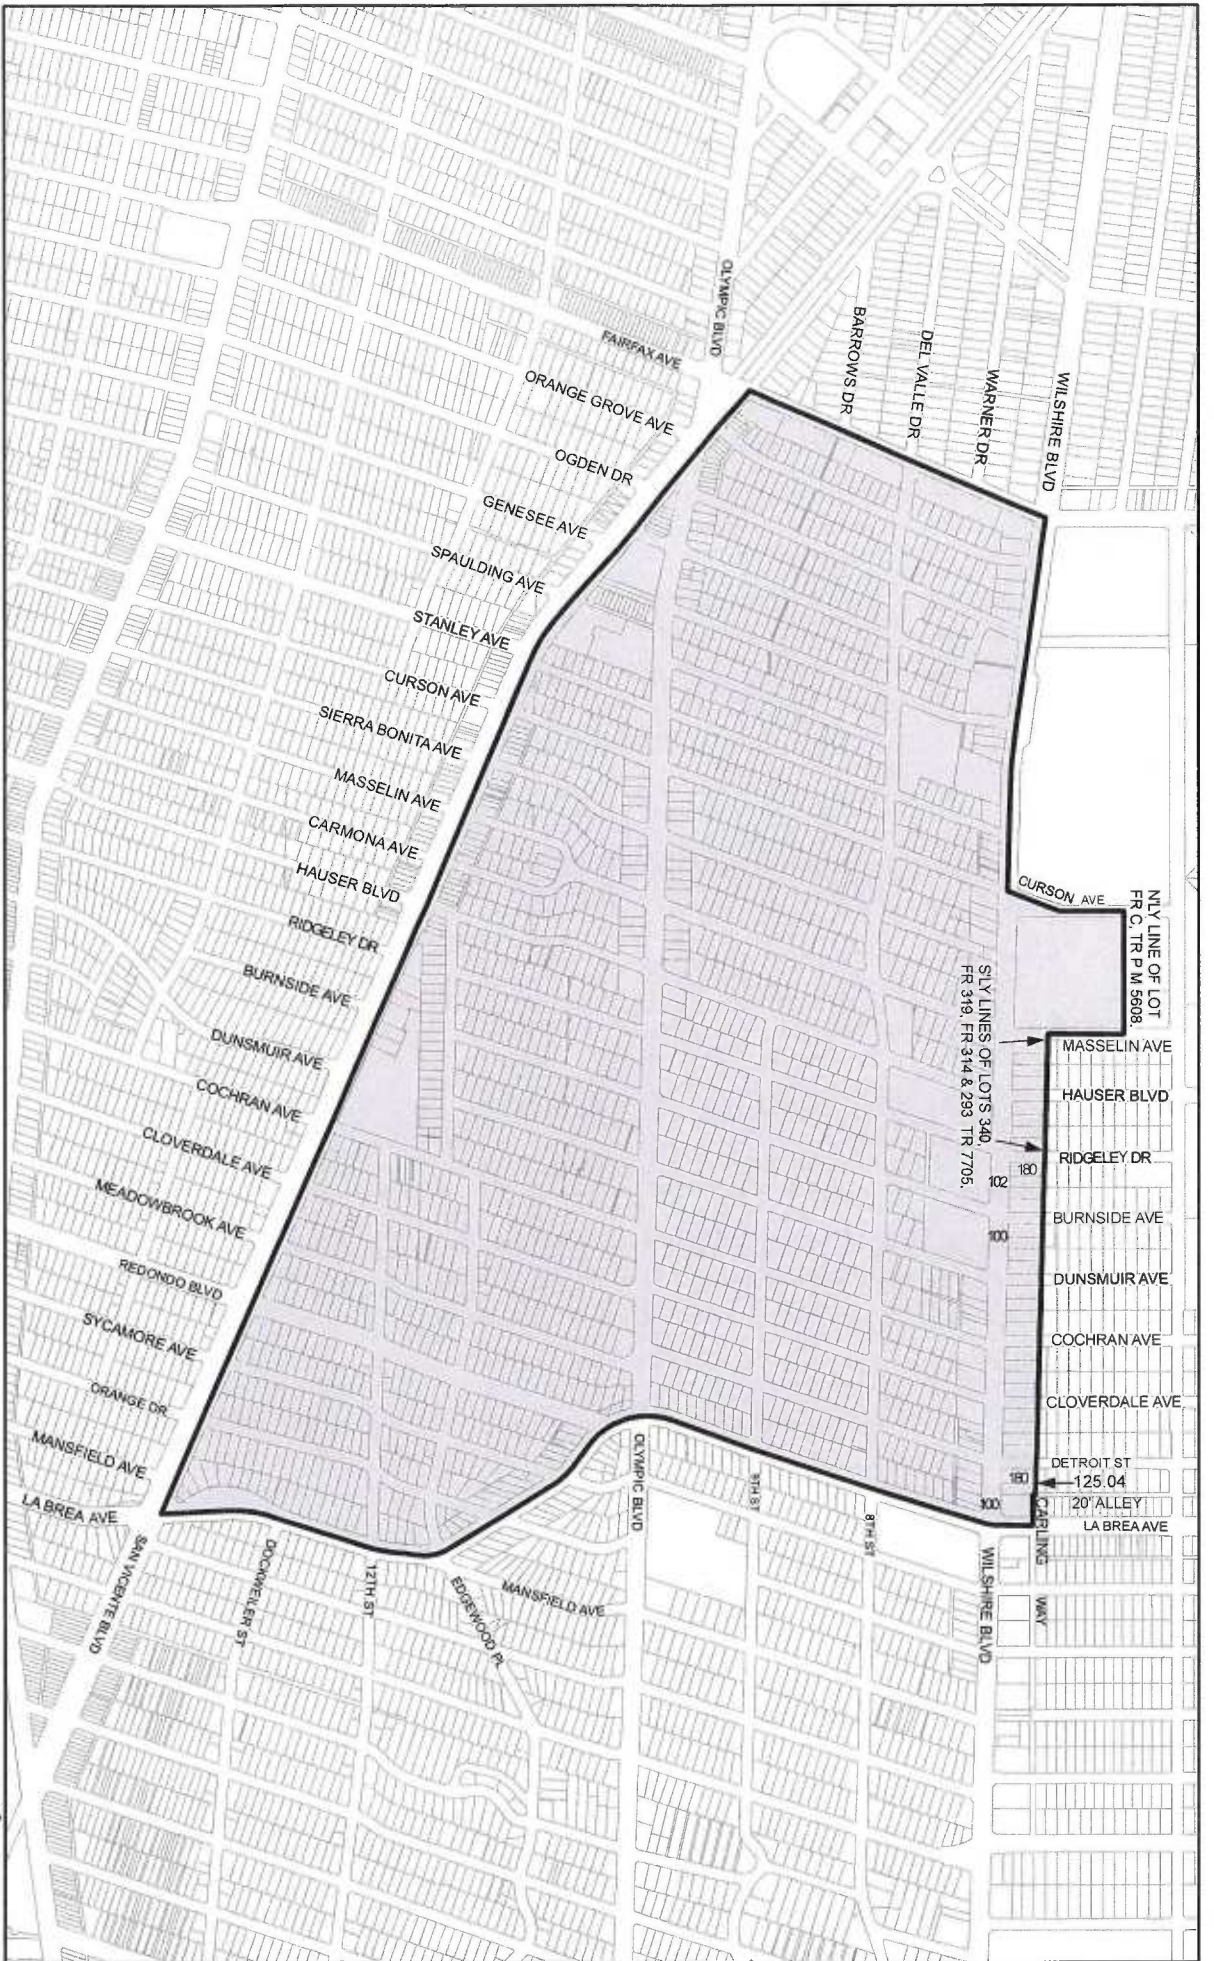 OLYMPIC BLVD
FAIRFAX AVE
ORANGE GROVE AVE
OGDEN DR
GENESEE AVE
SPAULDING AVE
STANLEY AVE
CURSON AVE
SIERRA BONITA AVE
MASSELIN AVE
CARMONA AVE
HAUSER BLVD
RIDGELEY DR
BURNSIDE AVE
DUNSMUIR AVE
COCHRAN AVE
CLOVERDALE AVE
MEADOWBROOK AVE
REDONDO BLVD
SYCAMORE AVE
ORANGE DR
MANSFIELD AVE
LA BREA AVE
SAN VICENTE BLVD
DOCKWEILER ST
12TH ST
EDGEWOOD PL
MANSFIELD AVE
OLYMPIC BLVD
9TH ST
8TH ST
WILSHIRE BLVD
CARLING
WAY
BARROWS DR
DEL VALLE DR
WARNER DR
WILSHIRE BLVD
CURSON AVE
N'LY LINE OF LOT
FR C, TR P M 5608.
S'LY LINES OF LOTS 340,
FR 319, FR 314 & 293 TR 7705.
MASSELIN AVE
HAUSER BLVD
RIDGELEY DR
BURNSIDE AVE
DUNSMUIR AVE
COCHRAN AVE
CLOVERDALE AVE
DETROIT ST
125.04
20' ALLEY
LA BREA AVE
180
102
100
180
100